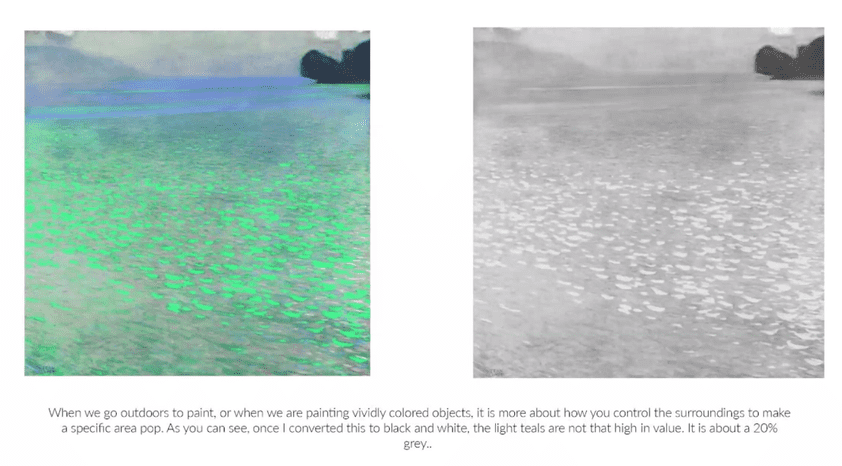 When we go outdoors to paint, or when we are painting vividly colored objects, it is more about how you control the surroundings to make
a specific area pop. As you can see, once I converted this to black and white, the light teals are not that high in value. It is about a 20%
grey..